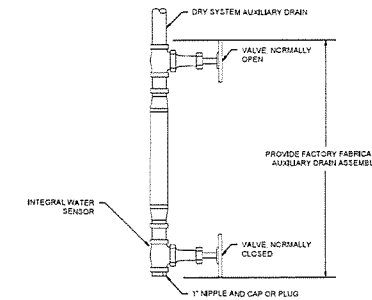 DRY SYSTEM AUXILIARY DRAIN
VALVE, NORMALLY
OPEN
PROVIDE FACTORY FABRICA
AUXILIARY DRAIN ASSEMBL
INTEGRAL WATER
SENSOR
VALVE, NORMALLY
CLOSED
1" NIPPLE AND CAP OR PLUG